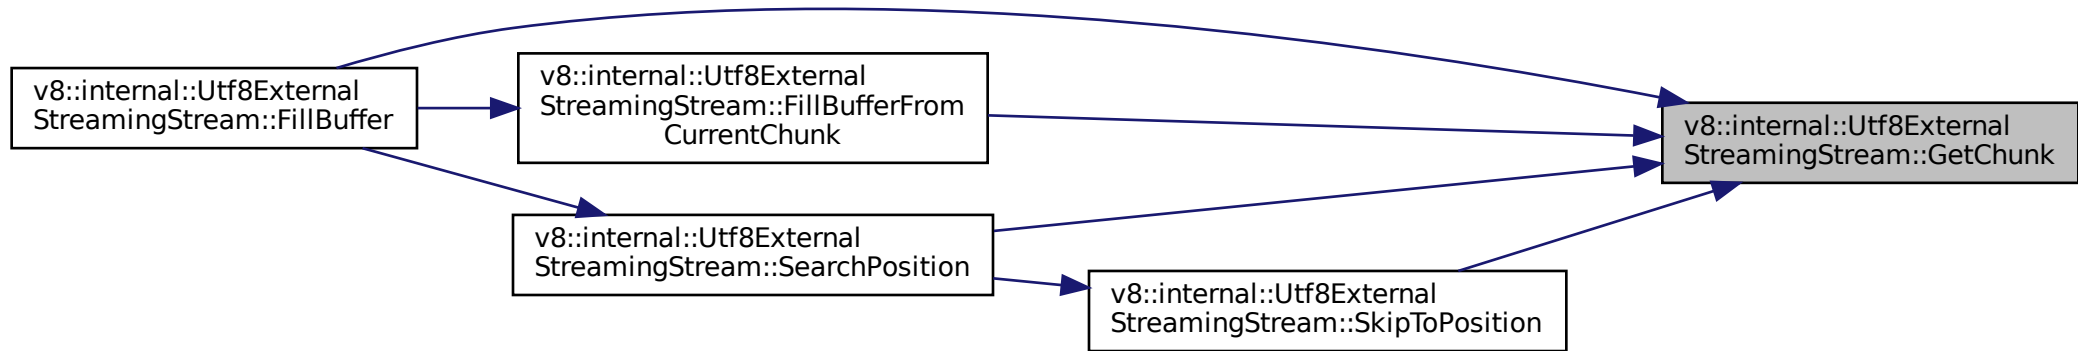 v8::internal::Utf8External
StreamingStream::FillBuffer
v8::internal::Utf8External
StreamingStream::FillBufferFrom
CurrentChunk
v8::internal::Utf8External
StreamingStream::SearchPosition
v8::internal::Utf8External
StreamingStream::SkipToPosition
v8::internal::Utf8External
StreamingStream::GetChunk